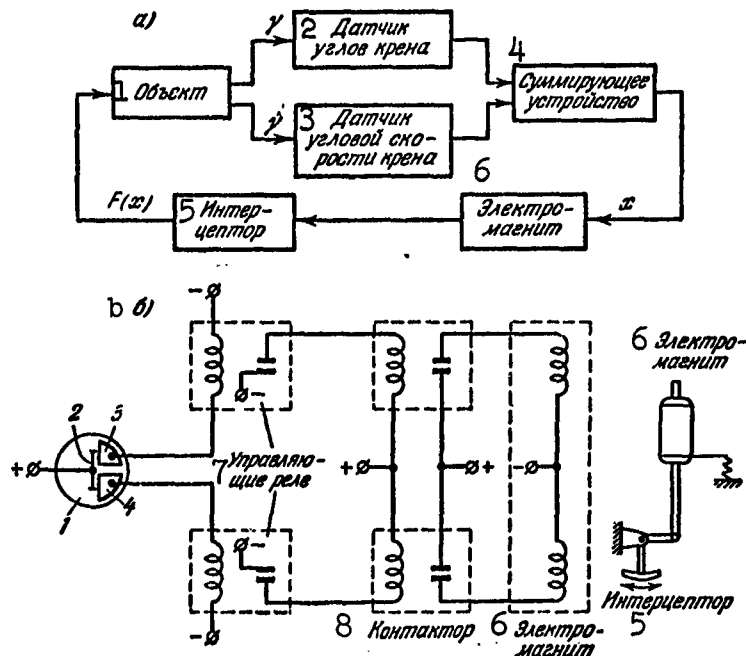 а)
γ
2 Датчик
углов крена
4
1 Объект
Суммирующее
устройство
γ̇
3 Датчик
угловой ско-
рости крена
6
F(x)
5 Интер-
цептор
Электро-
магнит
x
b б)
-ø
6 Электро-
магнит
ø-
2
3
+ø
7 Управляю-
щие реле
+ø
ø+
-ø
1
4
ø-
-ø
8 Контактор
6 Электро-
магнит
Интерцептор
5